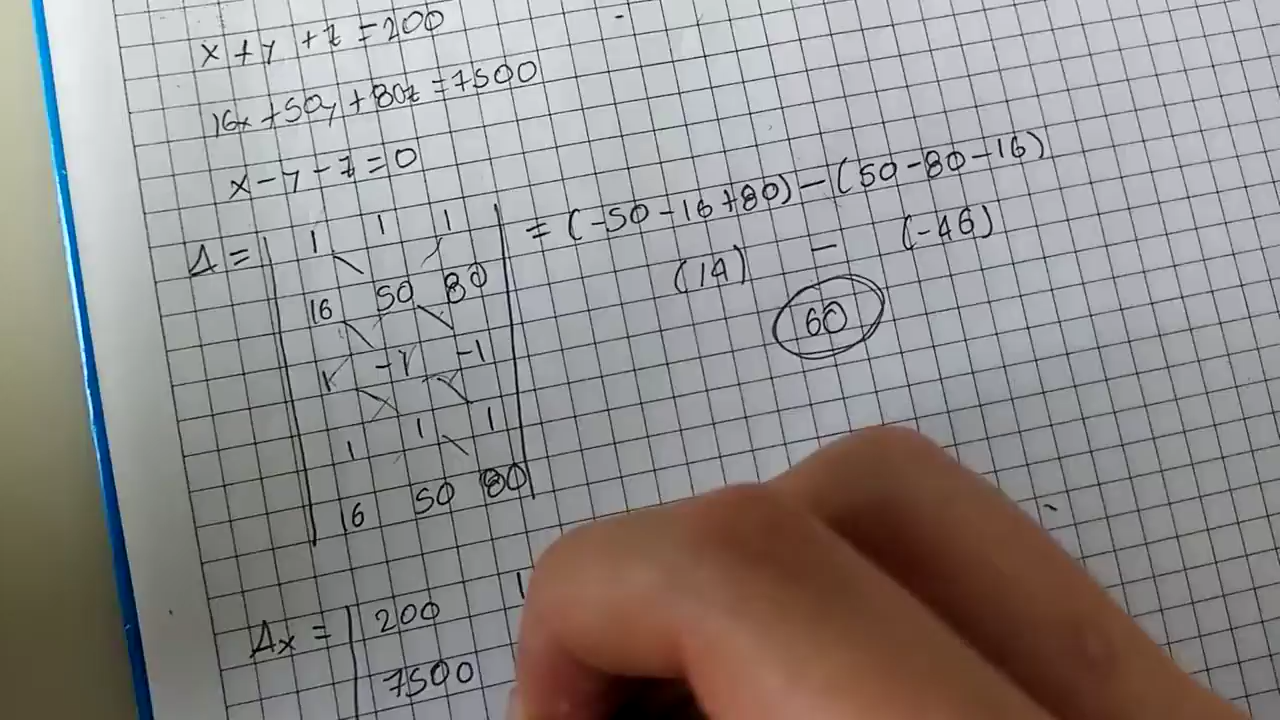 x + y + z = 200
16x + 50y + 80z = 7500
x - y - z = 0
Δ = | 1 1 1 | = (-50 - 16 + 80) - (50 - 80 - 16)
16 50 80 (14) - (-46)
1 -1 -1 60
1 1 1
16 50 80
Δx = | 200 1
7500